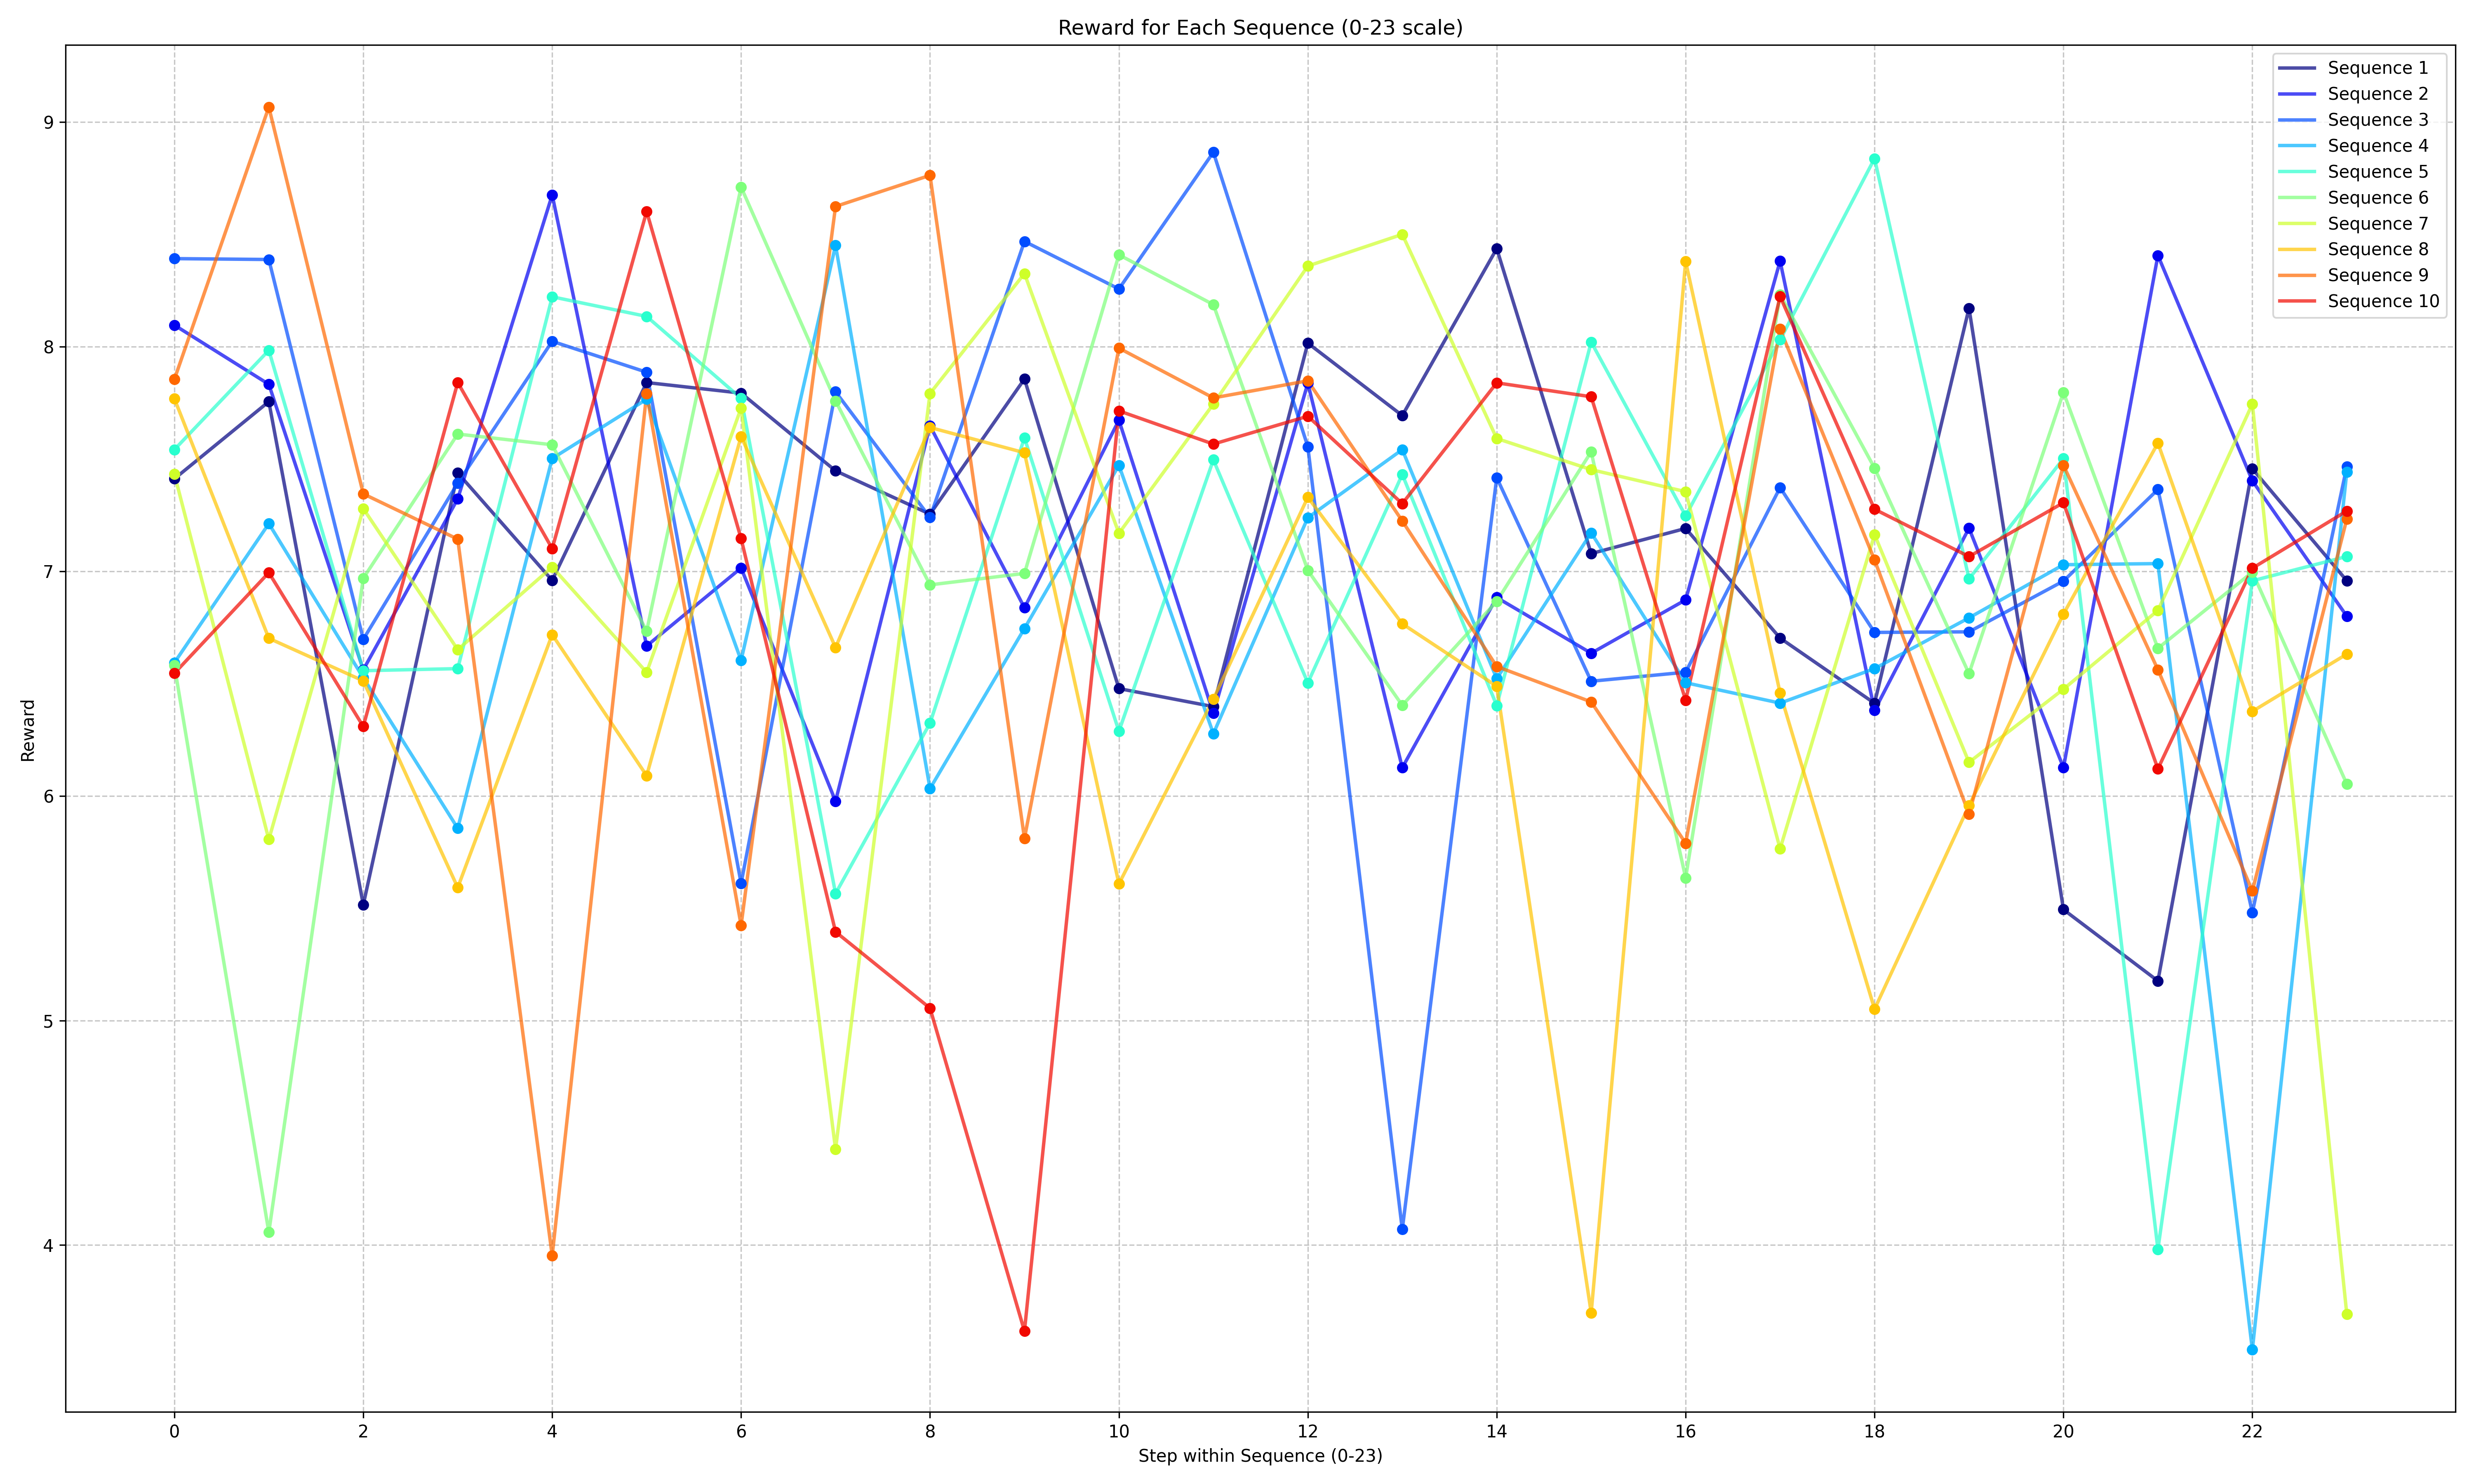 Reward for Each Sequence (0-23 scale)
Sequence 1
Sequence 2
Sequence 3
Sequence 4
Sequence 5
Sequence 6
Sequence 7
Sequence 8
Sequence 9
Sequence 10
9
8
7
6
5
4
Reward
0 2 4 6 8 10 12 14 16 18 20 22
Step within Sequence (0-23)